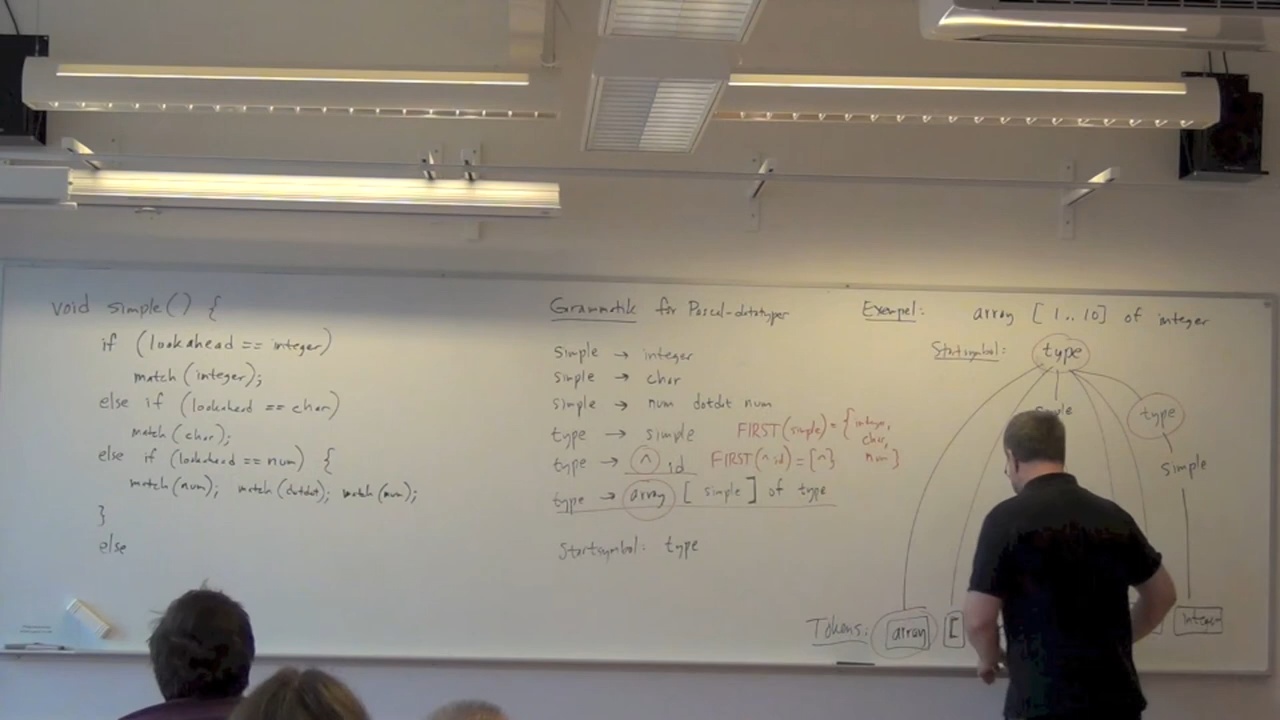 void simple() {
if (lookahead == integer)
match(integer);
else if (lookahead == char)
match(char);
else if (lookahead == num) {
match(num); match(dotdot); match(num);
}
else
Grammatik för Pascal-datatyper
simple → integer
simple → char
simple → num dotdot num
type → simple FIRST(simple) = {integer,
char,
num}
type → ^ id FIRST(^ id) = {^}
type → array [ simple ] of type
Startsymbol: type
Exempel: array [ 1..10] of integer
Startsymbol: type
simple type
simple
Tokens: array [ integer